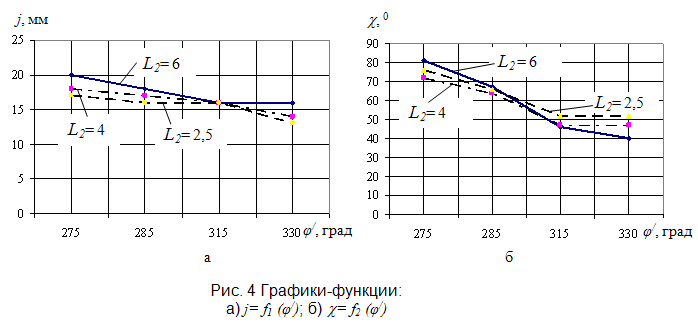 j, мм
25
20
15
10
5
0
L₂= 6
L₂= 4
L₂= 2,5
275 285 315 330 φ′, град
а
χ, ⁰
90
80
70
60
50
40
30
20
10
0
L₂= 6
L₂= 2,5
L₂= 4
275 285 315 330 φ′, град
б
Рис. 4 Графики-функции:
а) j= f₁ (φ′); б) χ= f₂ (φ′)